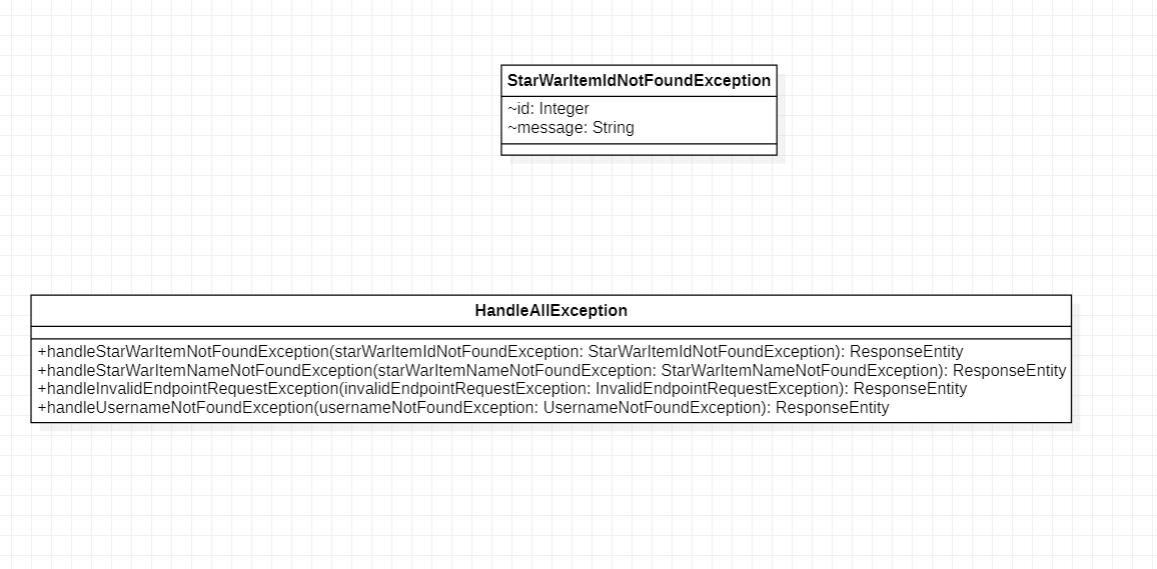 StarWarItemIdNotFoundException
~id: Integer
~message: String
HandleAllException
+handleStarWarItemNotFoundException(starWarItemIdNotFoundException: StarWarItemIdNotFoundException): ResponseEntity
+handleStarWarItemNameNotFoundException(starWarItemNameNotFoundException: StarWarItemNameNotFoundException): ResponseEntity
+handleInvalidEndpointRequestException(invalidEndpointRequestException: InvalidEndpointRequestException): ResponseEntity
+handleUsernameNotFoundException(usernameNotFoundException: UsernameNotFoundException): ResponseEntity